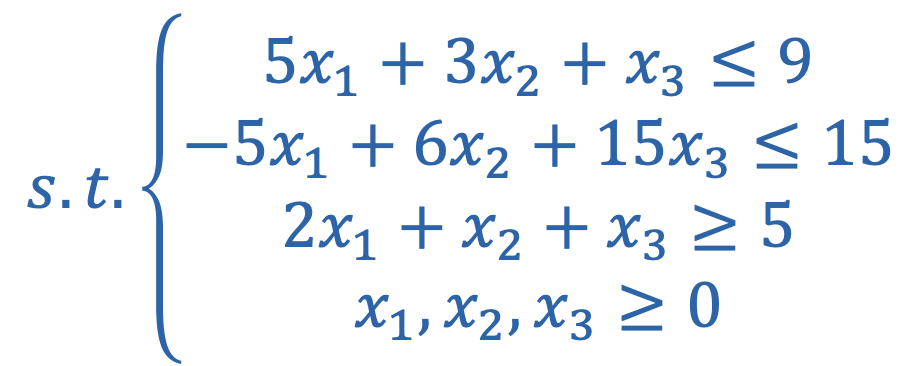 5x₁ + 3x₂ + x₃ ≤ 9
−5x₁ + 6x₂ + 15x₃ ≤ 15
s.t.
2x₁ + x₂ + x₃ ≥ 5
x₁, x₂, x₃ ≥ 0